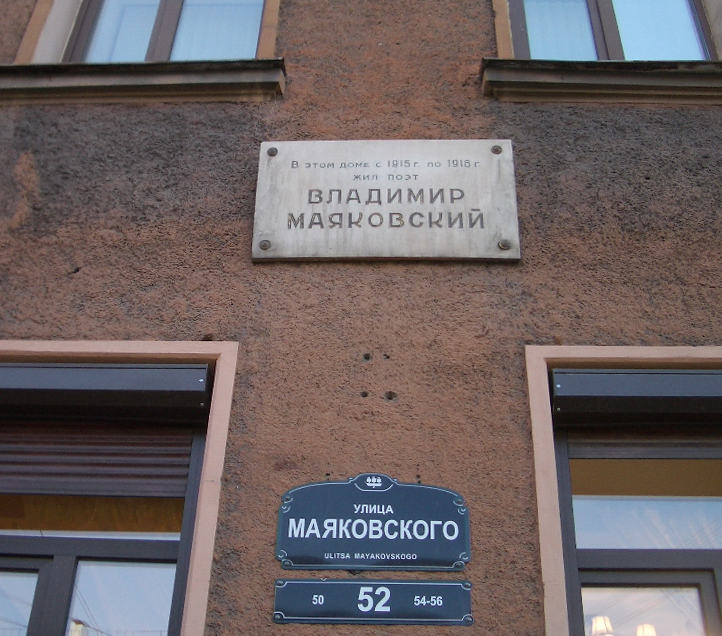 В ЭТОМ ДОМЕ С 1915 Г. ПО 1918 Г.
ЖИЛ ПОЭТ
ВЛАДИМИР
МАЯКОВСКИЙ
УЛИЦА
МАЯКОВСКОГО
ULITSA MAYAKOVSKOGO
50 52 54-56